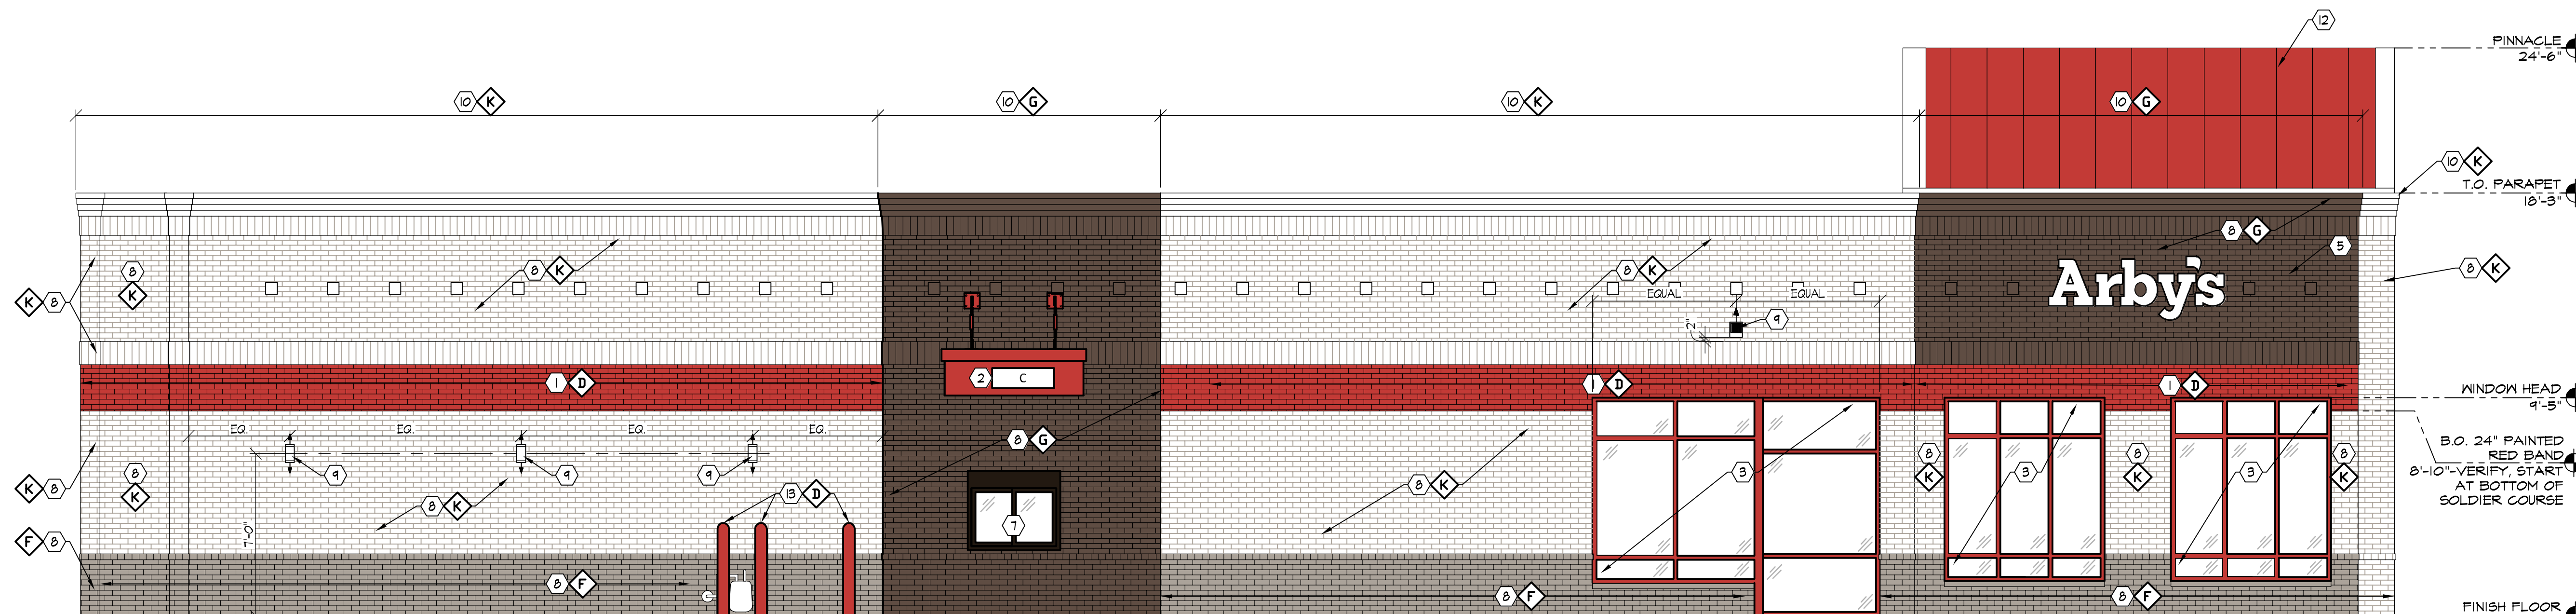 12
PINNACLE
24'-6"
10 K
10 G
10 K
10 G
10 K
T.O. PARAPET
18'-3"
8 G
5
8
K
8 K
8 K
8 K
K 8
Arby's
EQUAL
EQUAL
9
2"
2 C
1 D
1 D
1 D
WINDOW HEAD
9'-5"
EQ.
EQ.
EQ.
EQ.
8 G
B.O. 24" PAINTED
RED BAND
8'-10"-VERIFY, START
AT BOTTOM OF
SOLDIER COURSE
9
9
9
8
K
3
8
K
3
8
K
3
8
K
K 8
8 K
13 D
8 K
7
7'-0"
F 8
8 F
8 F
8 F
FINISH FLOOR